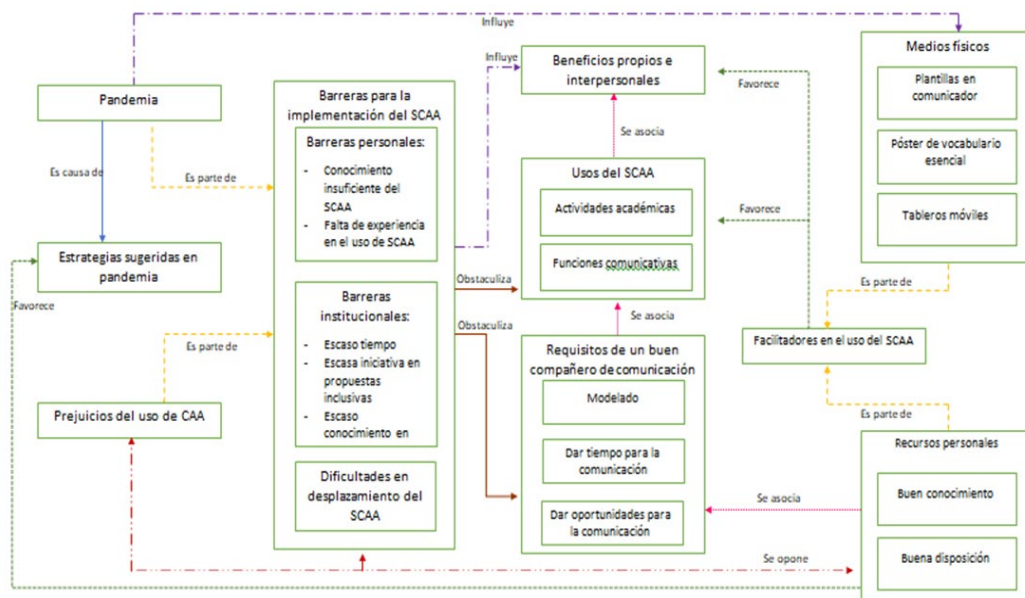 Influye
Pandemia
Es causa de
Es parte de
Estrategias sugeridas en
pandemia
Favorece
Es parte de
Prejuicios del uso de CAA
Barreras para la
implementación del SCAA
Barreras personales:
- Conocimiento
insuficiente del
SCAA
- Falta de experiencia
en el uso de SCAA
Barreras
institucionales:
- Escaso tiempo
- Escasa iniciativa en
propuestas
inclusivas
- Escaso
conocimiento en
Dificultades en
desplazamiento del
SCAA
Influye
Obstaculiza
Obstaculiza
Beneficios propios e
interpersonales
Se asocia
Usos del SCAA
Actividades académicas
Funciones comunicativas
Se asocia
Requisitos de un buen
compañero de comunicación
Modelado
Dar tiempo para la
comunicación
Dar oportunidades para
la comunicación
Favorece
Favorece
Se asocia
Se opone
Medios físicos
Plantillas en
comunicador
Póster de vocabulario
esencial
Tableros móviles
Es parte de
Facilitadores en el uso del SCAA
Es parte de
Recursos personales
Buen conocimiento
Buena disposición